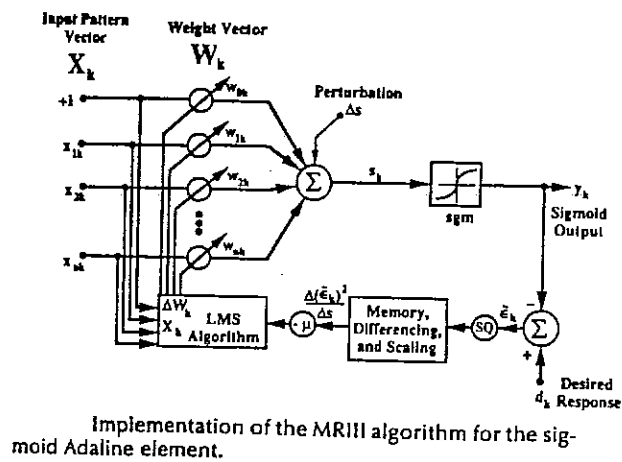 Input Pattern
Vector
X_k
Weight Vector
W_k
+1
w_0k
Perturbation
Δs
x_1k
w_1k
x_2k
w_2k
Σ
s_k
sgm
y_k
Sigmoid
Output
x_nk
w_nk
ΔW_k
X_k
LMS
Algorithm
-μ
Δ(ε̃_k)²
Δs
Memory,
Differencing,
and Scaling
SQ
ε̃_k
−
Σ
+
d_k
Desired
Response
Implementation of the MRIII algorithm for the sig-
moid Adaline element.